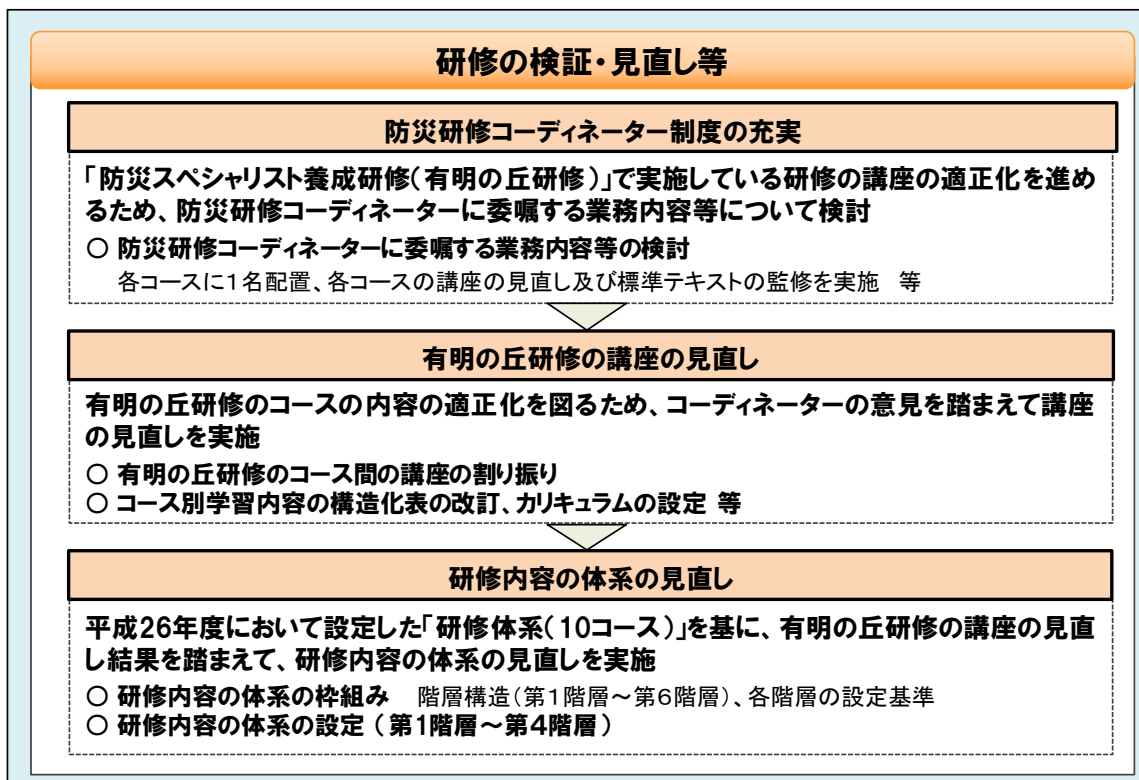 研修の検証・見直し等
防災研修コーディネーター制度の充実
「防災スペシャリスト養成研修（有明の丘研修）」で実施している研修の講座の適正化を進め
るため、防災研修コーディネーターに委嘱する業務内容等について検討
○ 防災研修コーディネーターに委嘱する業務内容等の検討
各コースに１名配置、各コースの講座の見直し及び標準テキストの監修を実施　等
有明の丘研修の講座の見直し
有明の丘研修のコースの内容の適正化を図るため、コーディネーターの意見を踏まえて講座
の見直しを実施
○ 有明の丘研修のコース間の講座の割り振り
○ コース別学習内容の構造化表の改訂、カリキュラムの設定 等
研修内容の体系の見直し
平成26年度において設定した「研修体系（10コース）」を基に、有明の丘研修の講座の見直
し結果を踏まえて、研修内容の体系の見直しを実施
○ 研修内容の体系の枠組み　階層構造（第１階層～第６階層）、各階層の設定基準
○ 研修内容の体系の設定（第1階層～第4階層）